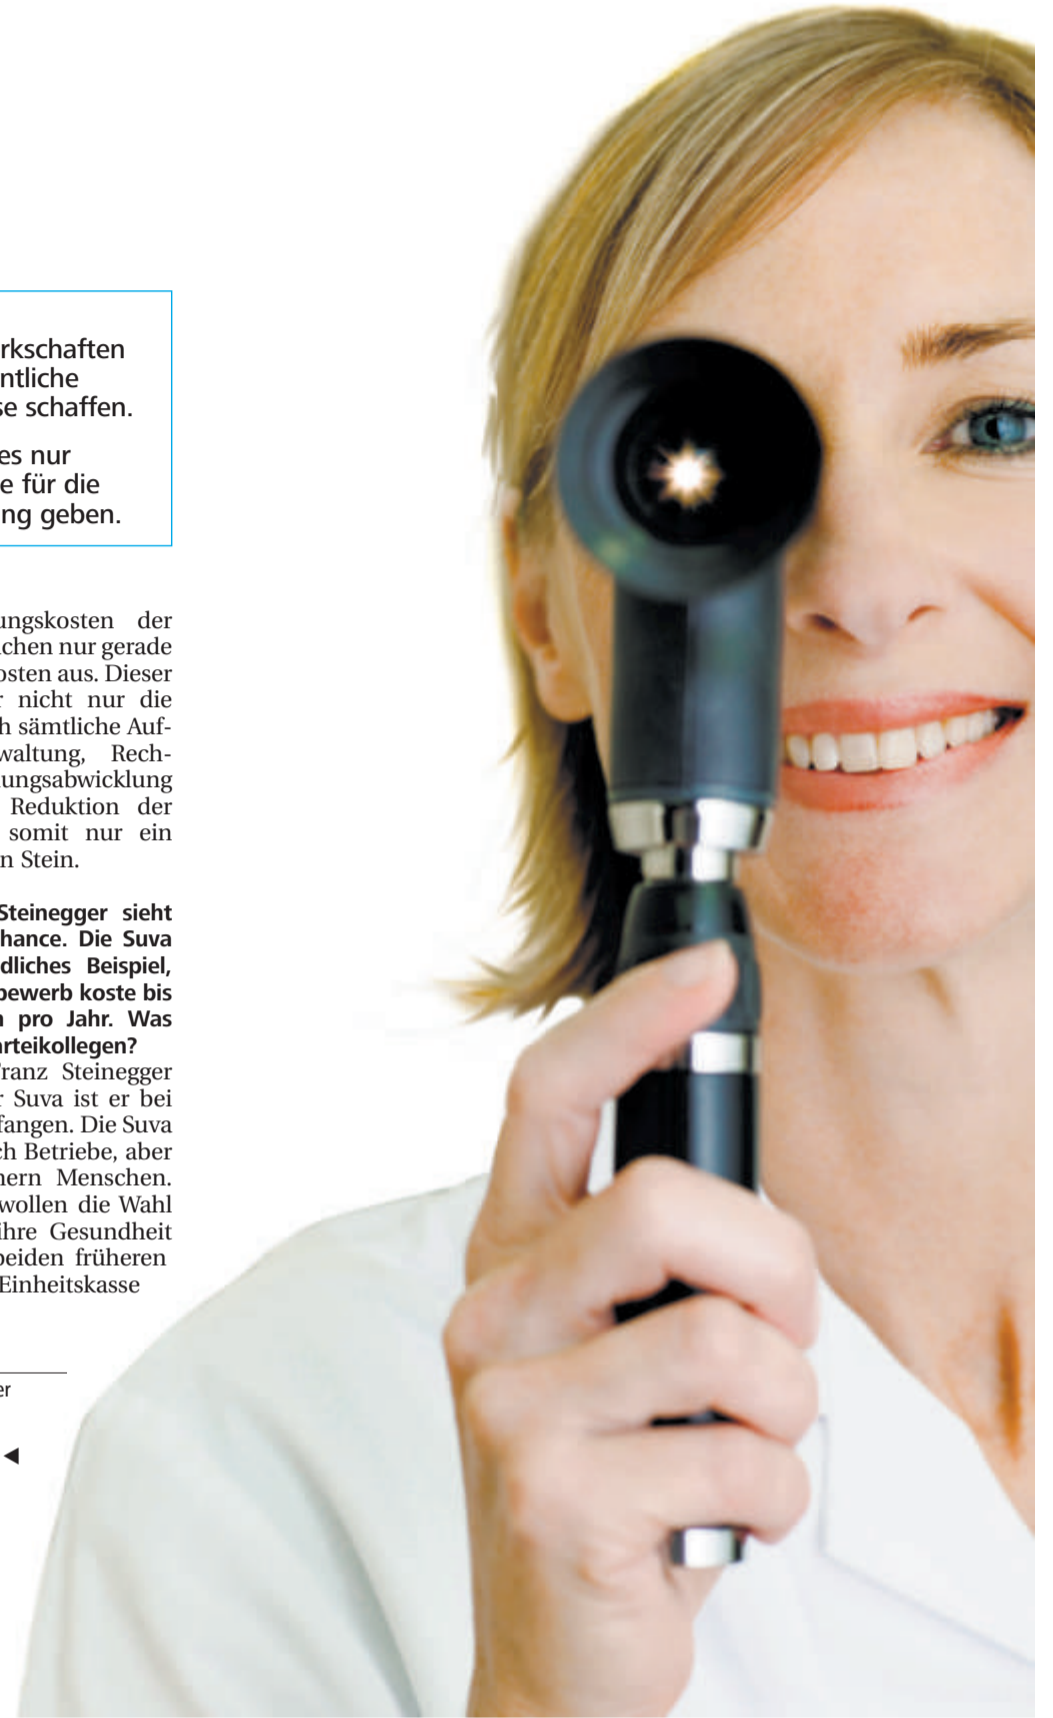 rkschaften
ntliche
se schaffen.
es nur
e für die
ng geben.
ungskosten der
chen nur gerade
osten aus. Dieser
r nicht nur die
h sämtliche Auf-
waltung, Rech-
ungsabwicklung
Reduktion der
somit nur ein
n Stein.
Steinegger sieht
hance. Die Suva
dliches Beispiel,
bewerb koste bis
n pro Jahr. Was
arteikollegen?
Franz Steinegger
r Suva ist er bei
fangen. Die Suva
ch Betriebe, aber
nern Menschen.
wollen die Wahl
ihre Gesundheit
beiden früheren
Einheitskasse
er